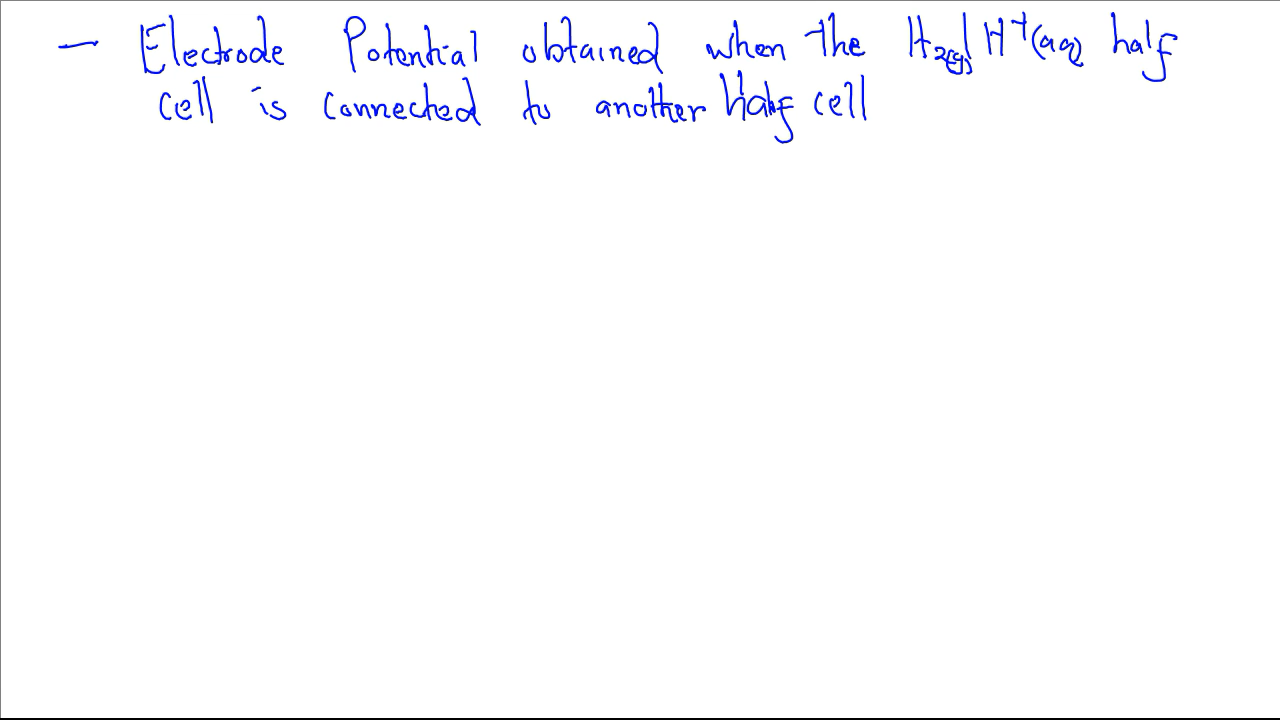 — Electrode Potential obtained when the H₂(g)| H⁺(aq) half
cell is connected to another half cell